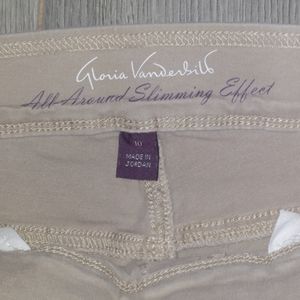 Gloria Vanderbilt
All Around Slimming Effect
10
MADE IN
JORDAN